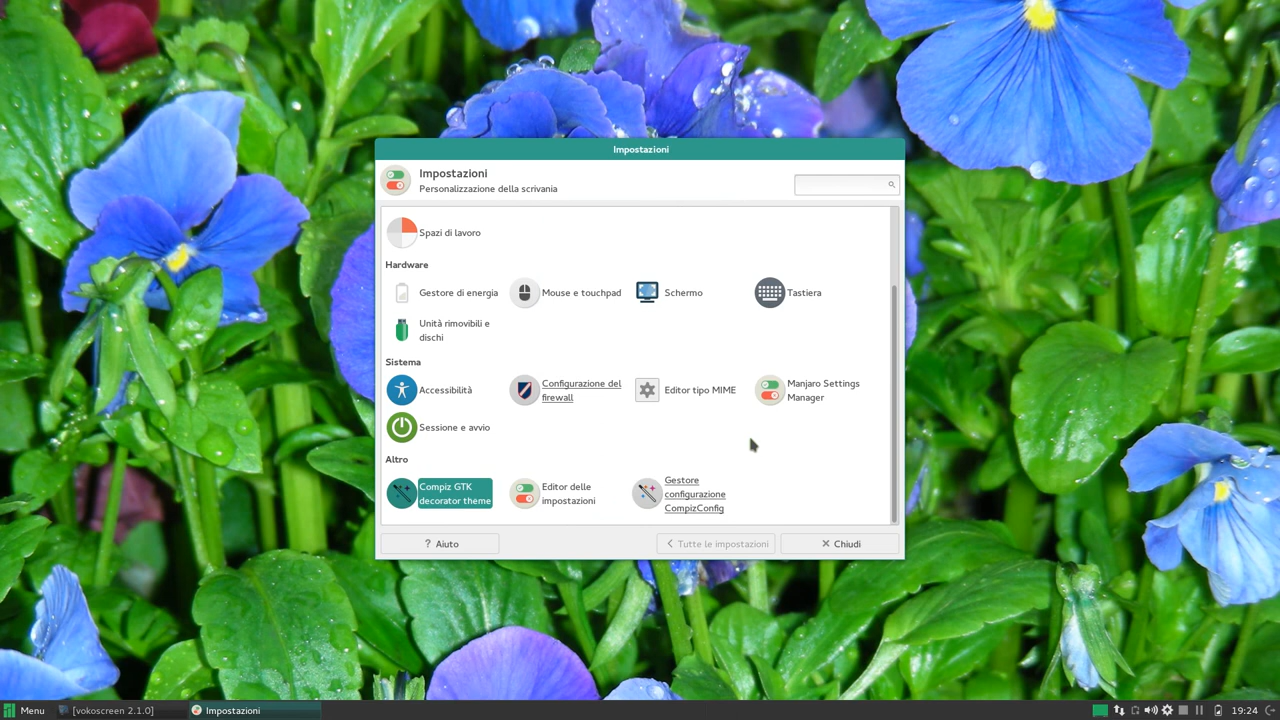 Impostazioni
Impostazioni
Personalizzazione della scrivania
Spazi di lavoro
Hardware
Gestore di energia
Mouse e touchpad
Schermo
Tastiera
Unità rimovibili e
dischi
Sistema
Accessibilità
Configurazione del
firewall
Editor tipo MIME
Manjaro Settings
Manager
Sessione e avvio
Altro
Compiz GTK
decorator theme
Editor delle
impostazioni
Gestore
configurazione
CompizConfig
? Aiuto
Tutte le impostazioni
Chiudi
Menu
[vokoscreen 2.1.0]
Impostazioni
19:24